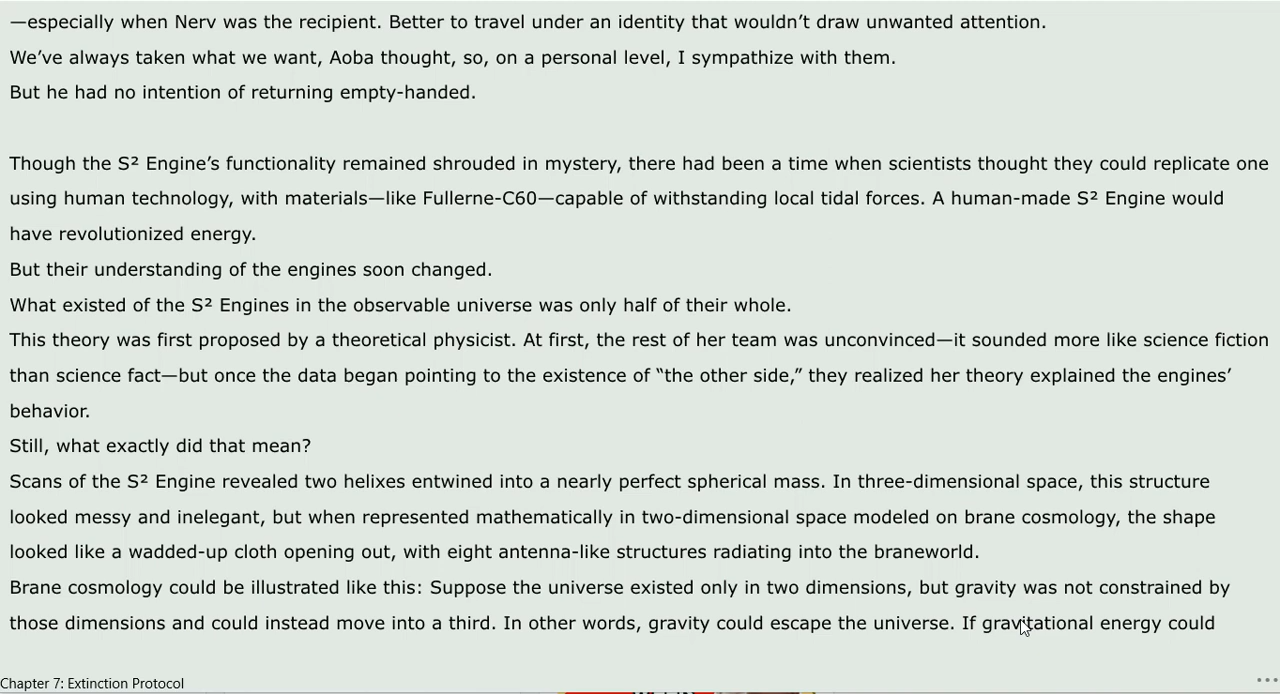 —especially when Nerv was the recipient. Better to travel under an identity that wouldn’t draw unwanted attention.
We’ve always taken what we want, Aoba thought, so, on a personal level, I sympathize with them.
But he had no intention of returning empty-handed.
Though the S² Engine’s functionality remained shrouded in mystery, there had been a time when scientists thought they could replicate one
using human technology, with materials—like Fullerne-C60—capable of withstanding local tidal forces. A human-made S² Engine would
have revolutionized energy.
But their understanding of the engines soon changed.
What existed of the S² Engines in the observable universe was only half of their whole.
This theory was first proposed by a theoretical physicist. At first, the rest of her team was unconvinced—it sounded more like science fiction
than science fact—but once the data began pointing to the existence of “the other side,” they realized her theory explained the engines’
behavior.
Still, what exactly did that mean?
Scans of the S² Engine revealed two helixes entwined into a nearly perfect spherical mass. In three-dimensional space, this structure
looked messy and inelegant, but when represented mathematically in two-dimensional space modeled on brane cosmology, the shape
looked like a wadded-up cloth opening out, with eight antenna-like structures radiating into the braneworld.
Brane cosmology could be illustrated like this: Suppose the universe existed only in two dimensions, but gravity was not constrained by
those dimensions and could instead move into a third. In other words, gravity could escape the universe. If gravitational energy could
Chapter 7: Extinction Protocol